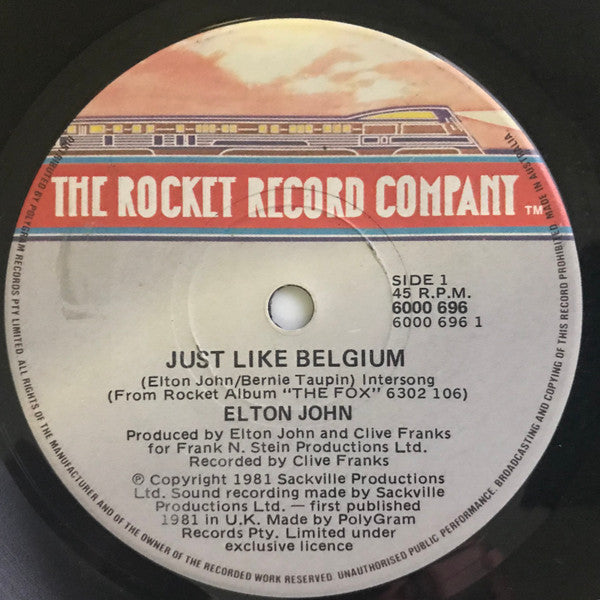 THE ROCKET RECORD COMPANY TM
SIDE 1
45 R.P.M.
6000 696
6000 696 1
JUST LIKE BELGIUM
(Elton John/Bernie Taupin) Intersong
(From Rocket Album "THE FOX" 6302 106)
ELTON JOHN
Produced by Elton John and Clive Franks
for Frank N. Stein Productions Ltd.
Recorded by Clive Franks
℗ Copyright 1981 Sackville Productions
Ltd. Sound recording made by Sackville
Productions Ltd. — first published
1981 in U.K. Made by PolyGram
Records Pty. Limited under
exclusive licence
DISTRIBUTED BY POLYGRAM RECORDS PTY LIMITED. ALL RIGHTS OF THE MANUFACTURER AND OF THE OWNER OF THE RECORDED WORK RESERVED. UNAUTHORISED PUBLIC PERFORMANCE, BROADCASTING AND COPYING OF THIS RECORD PROHIBITED. MADE IN AUSTRALIA.